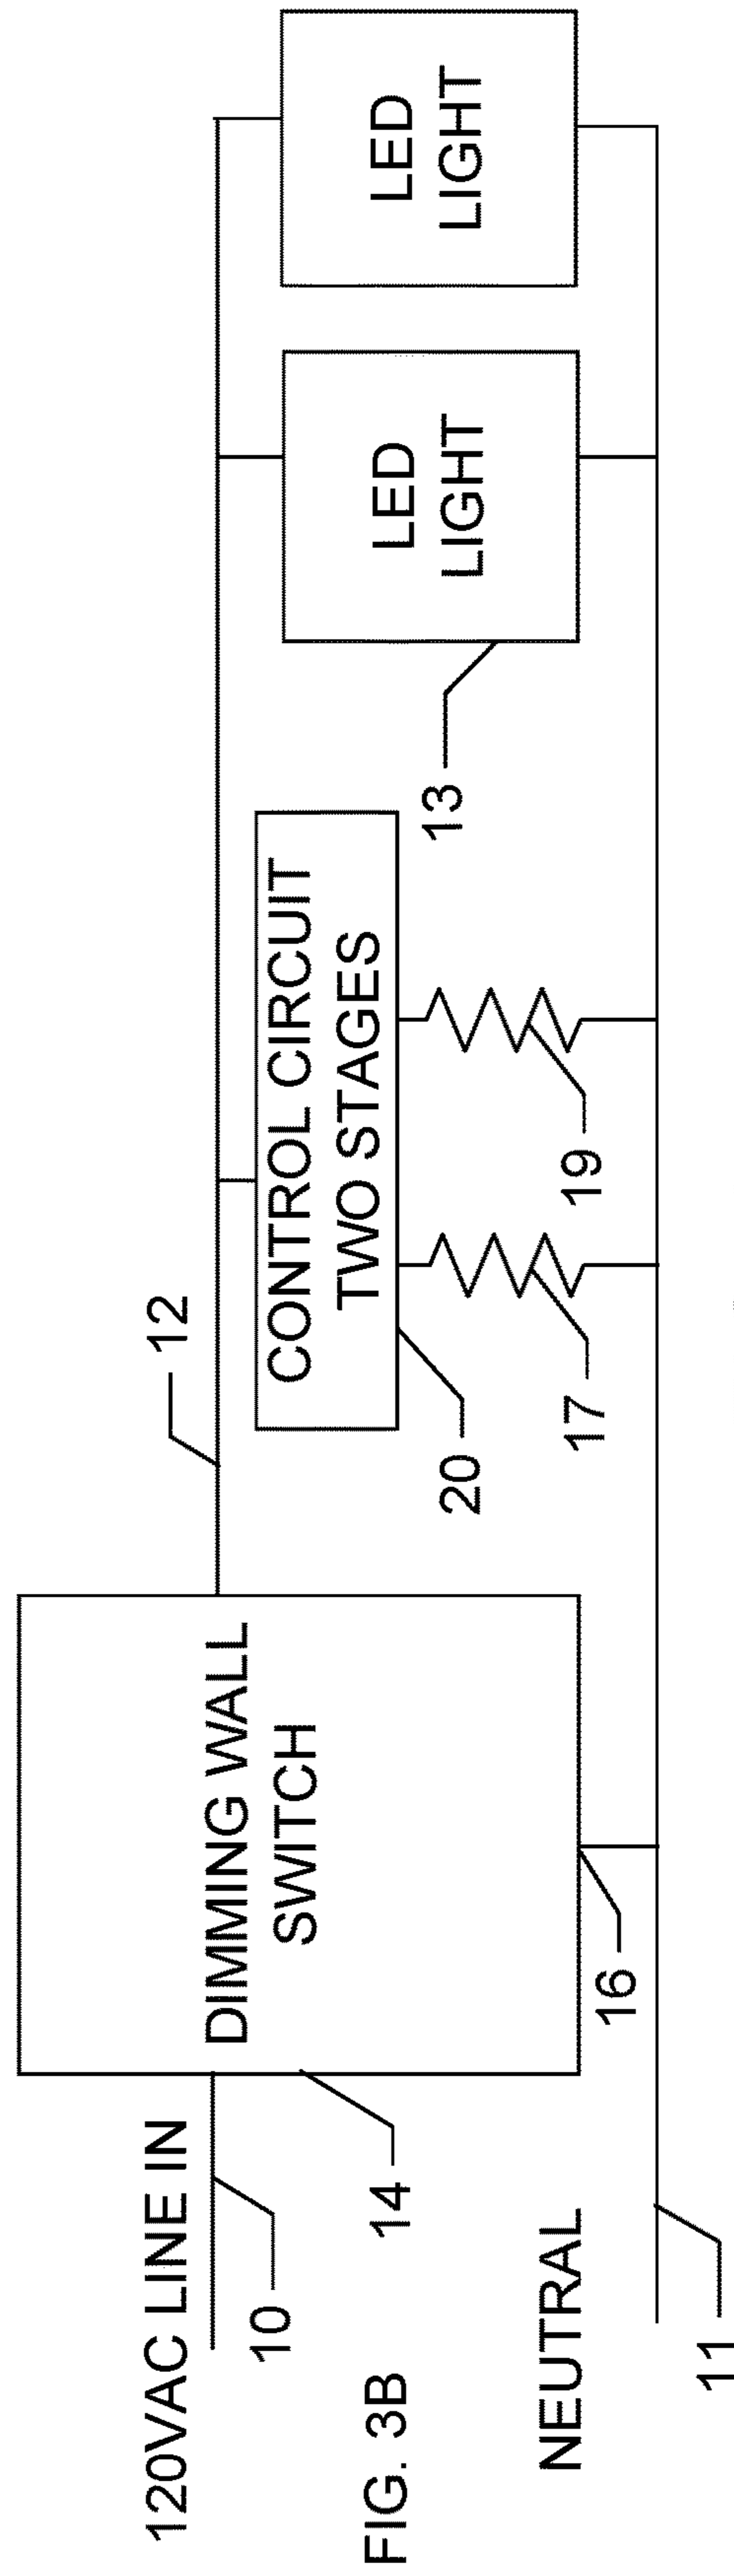 120VAC LINE IN
10
DIMMING WALL
SWITCH
14
16
12
CONTROL CIRCUIT
TWO STAGES
20
17
19
LED
LIGHT
13
LED
LIGHT
NEUTRAL
11
FIG. 3B